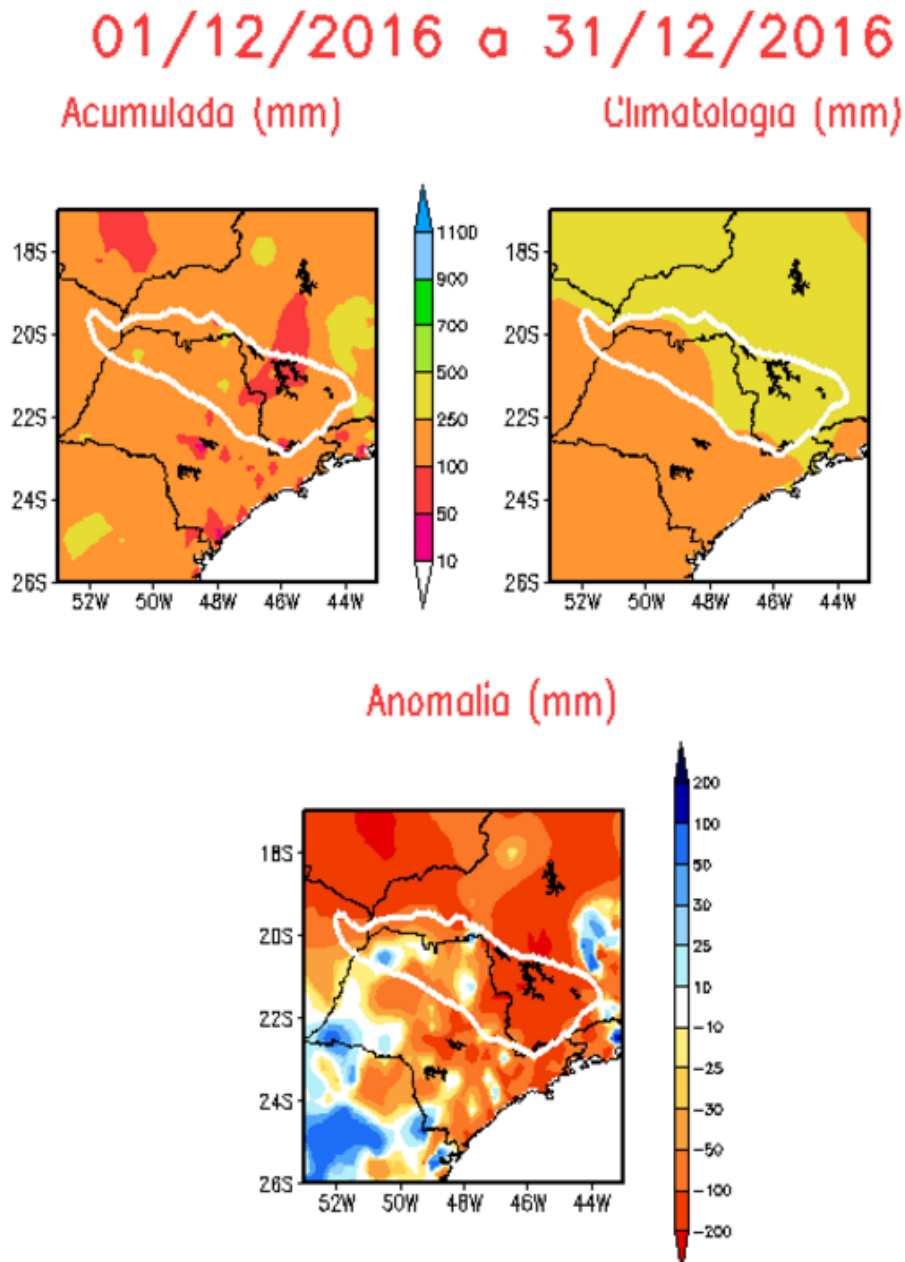 01/12/2016 a 31/12/2016
Acumulada (mm)
Climatologia (mm)
18S
20S
22S
24S
26S
52W 50W 48W 46W 44W
1100
900
700
500
250
100
50
10
18S
20S
22S
24S
26S
52W 50W 48W 46W 44W
Anomalia (mm)
18S
20S
22S
24S
26S
52W 50W 48W 46W 44W
200
100
50
30
25
10
-10
-25
-30
-50
-100
-200